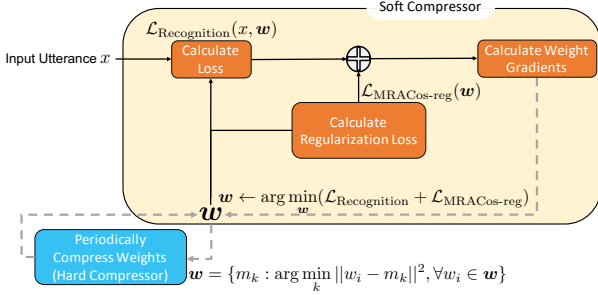 Soft Compressor
$\mathcal{L}_{\text{Recognition}}(x, \boldsymbol{w})$
Input Utterance $x$
Calculate
Loss
Calculate Weight
Gradients
$\mathcal{L}_{\text{MRACos-reg}}(\boldsymbol{w})$
Calculate
Regularization Loss
$\boldsymbol{w} \leftarrow \arg\min_{\boldsymbol{w}}(\mathcal{L}_{\text{Recognition}} + \mathcal{L}_{\text{MRACos-reg}})$
$\boldsymbol{w}$
Periodically
Compress Weights
(Hard Compressor)
$\boldsymbol{w} = \{m_k : \arg\min_{k} ||w_i - m_k||^2, \forall w_i \in \boldsymbol{w}\}$